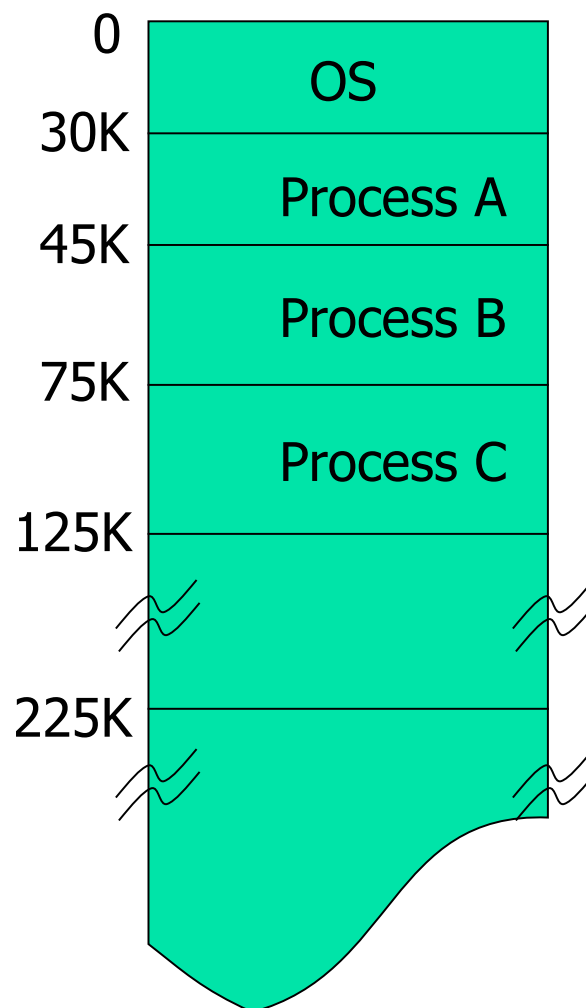 0
OS
30K
Process A
45K
Process B
75K
Process C
125K
225K